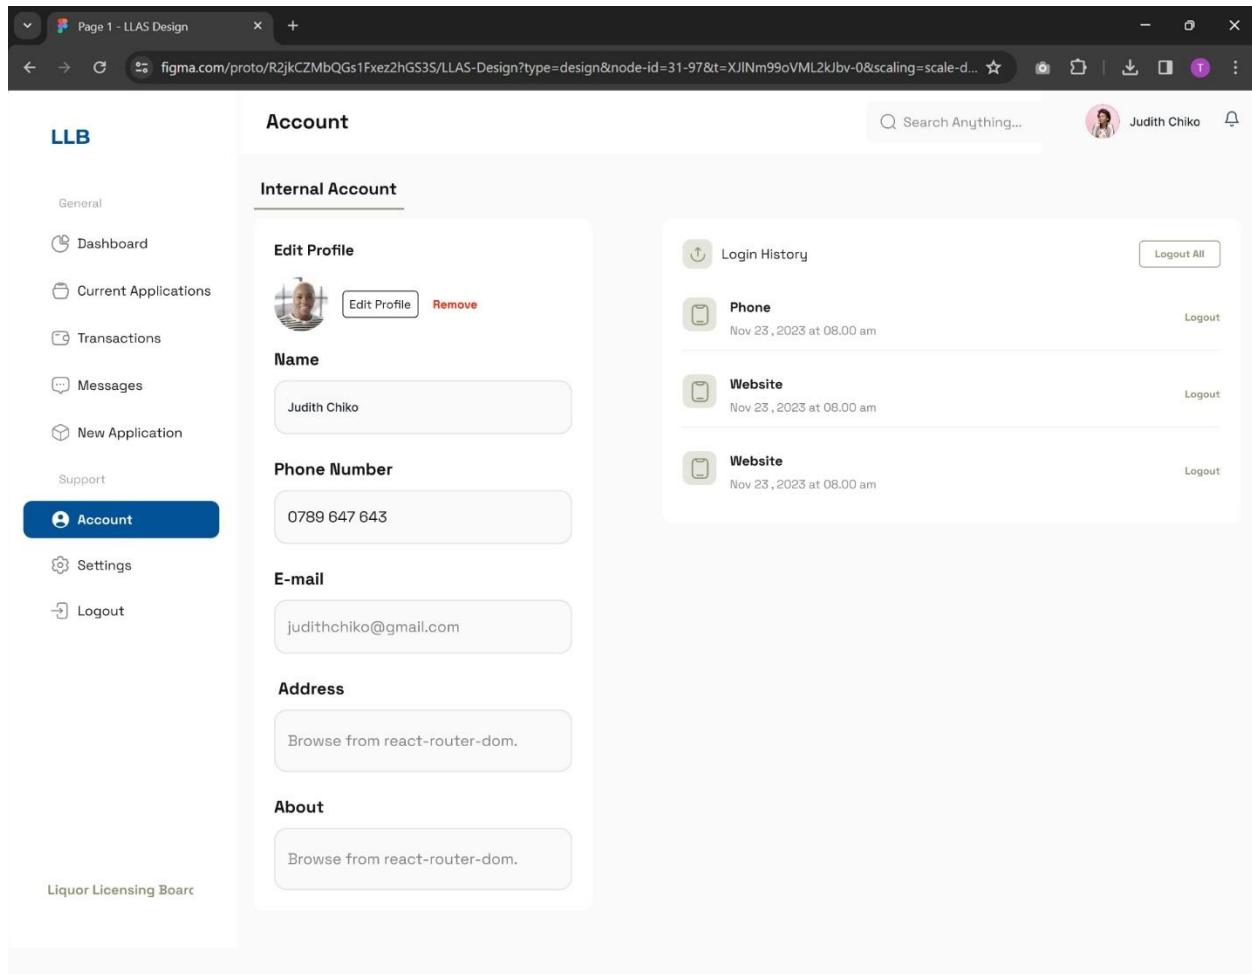 Page 1 - LLAS Design
figma.com/proto/R2jkCZMbQGs1Fxez2hGS3S/LLAS-Design?type=design&node-id=31-97&t=XJlNm99oVML2kJbv-0&scaling=scale-d...
T
LLB
Account
Search Anything...
Judith Chiko
Internal Account
General
Dashboard
Current Applications
Transactions
Messages
New Application
Support
Account
Settings
Logout
Liquor Licensing Boarc
Edit Profile
Edit Profile
Remove
Name
Judith Chiko
Phone Number
0789 647 643
E-mail
judithchiko@gmail.com
Address
Browse from react-router-dom.
About
Browse from react-router-dom.
Login History
Logout All
Phone
Nov 23 , 2023 at 08.00 am
Logout
Website
Nov 23 , 2023 at 08.00 am
Logout
Website
Nov 23 , 2023 at 08.00 am
Logout